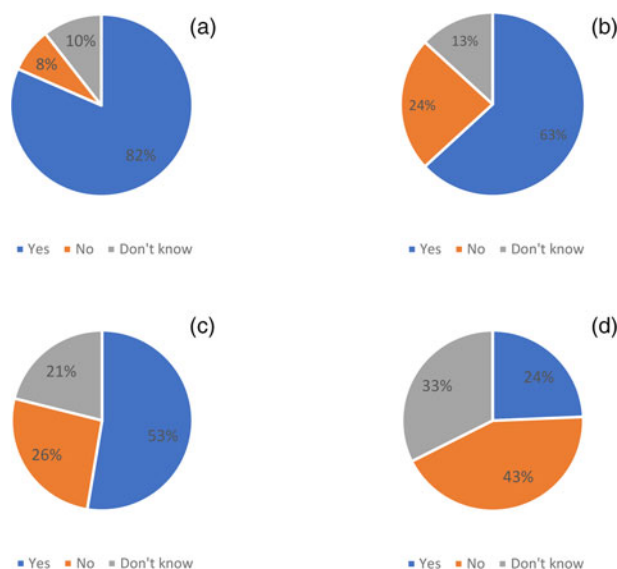 (a)
10%
8%
82%
Yes No Don't know
(b)
13%
24%
63%
Yes No Don't know
(c)
21%
53%
26%
Yes No Don't know
(d)
24%
33%
43%
Yes No Don't know